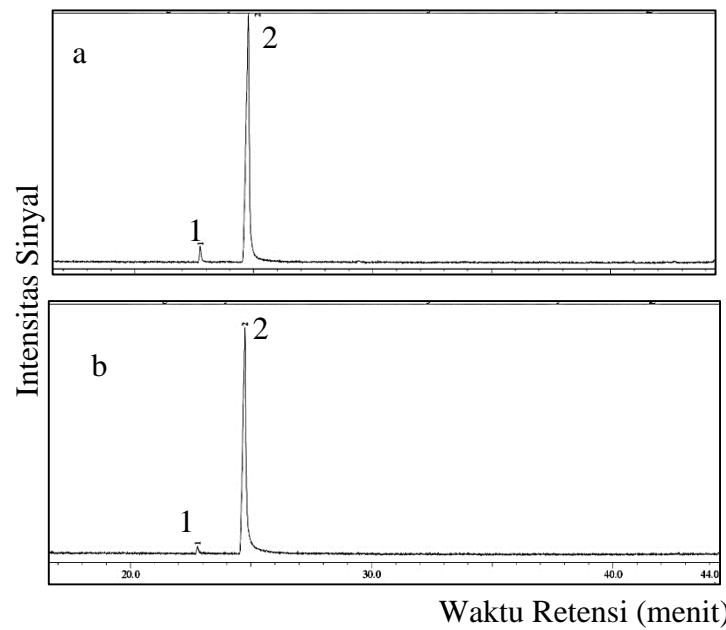 a
2
1
Intensitas Sinyal
2
b
1
20.0 30.0 40.0 44.0
Waktu Retensi (menit)